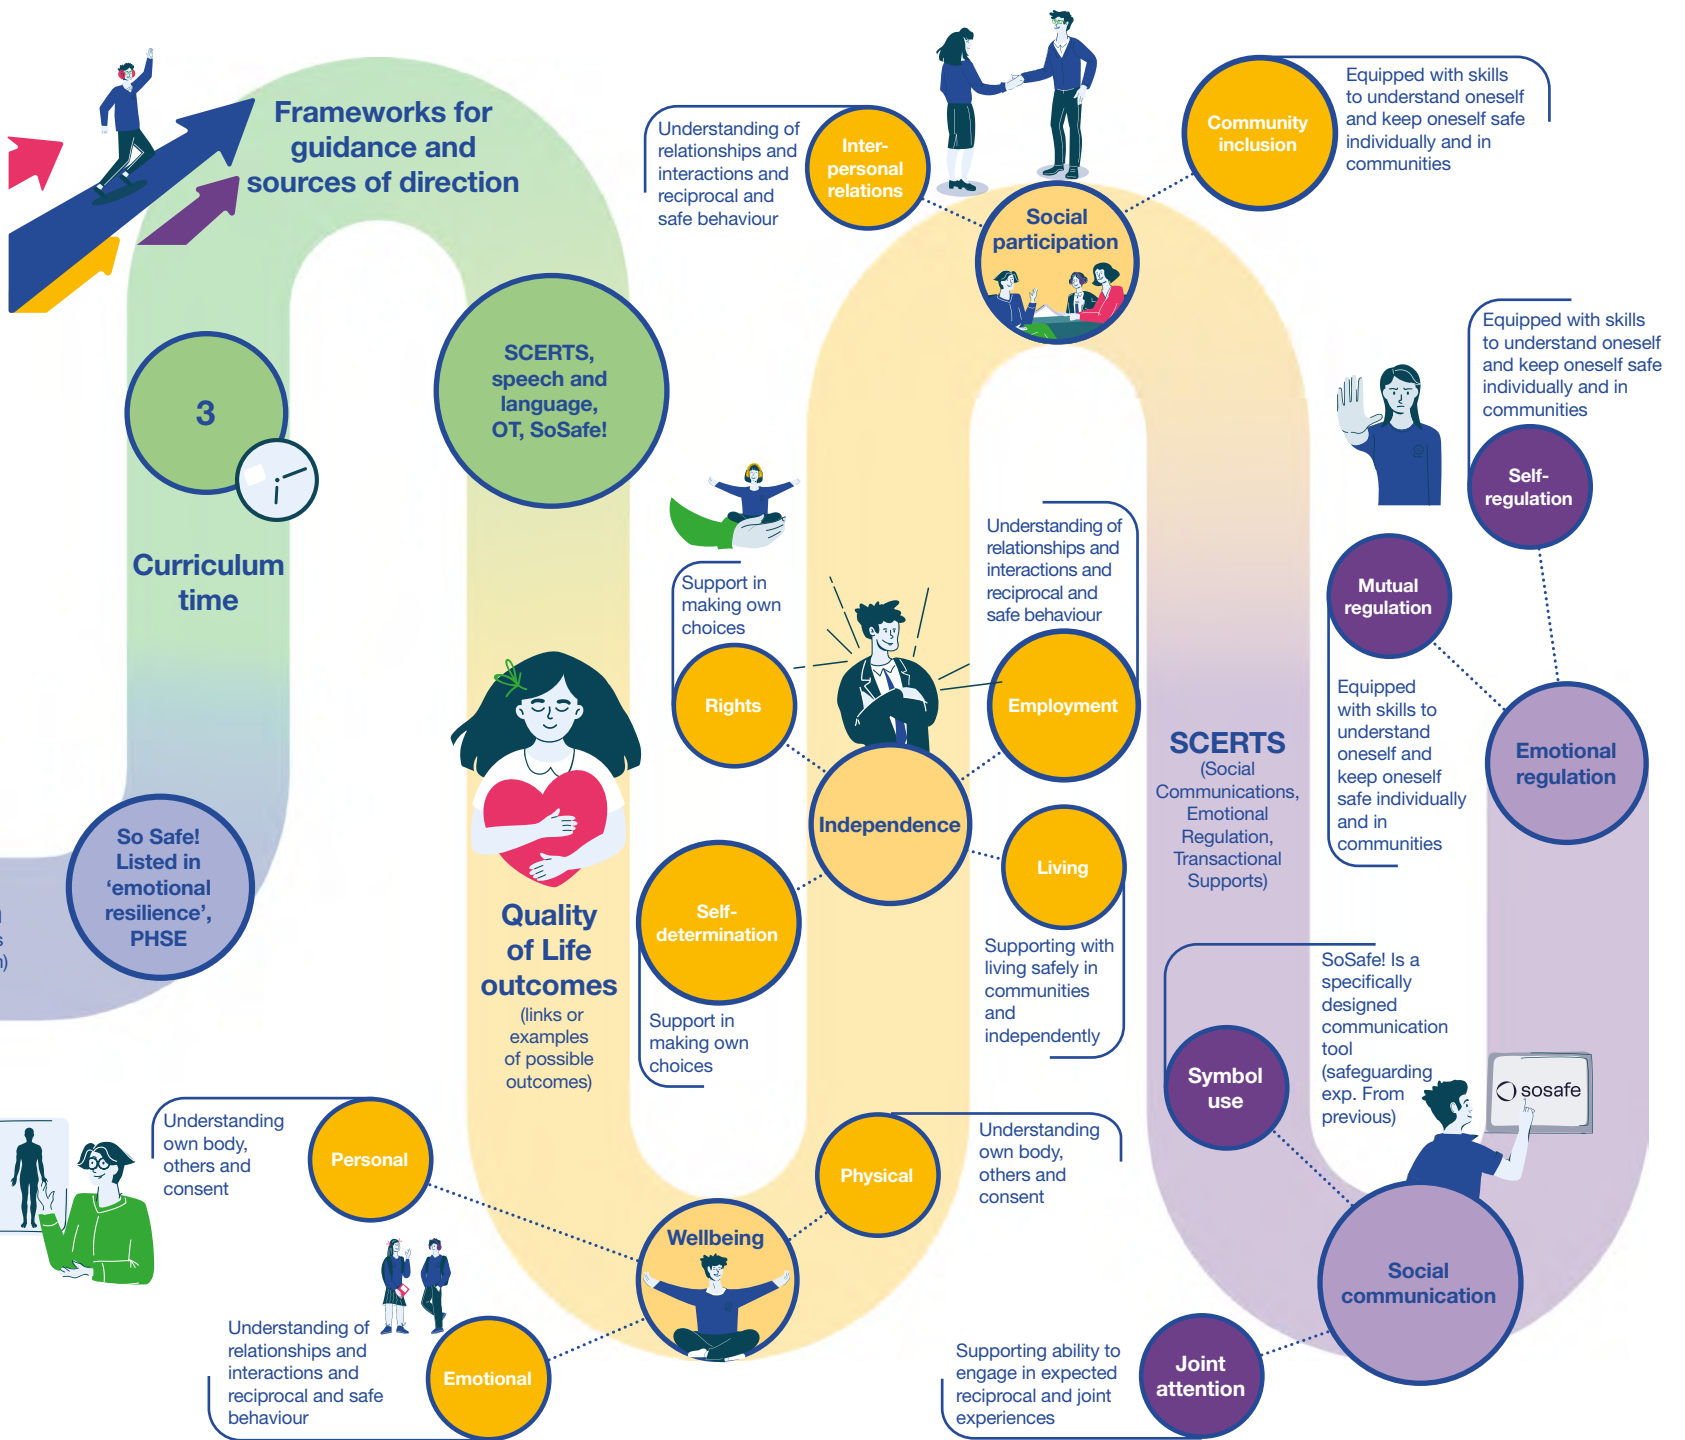 Frameworks for
guidance and
sources of direction
3
Curriculum
time
So Safe!
Listed in
‘emotional
resilience’,
PHSE
s
)
SCERTS,
speech and
language,
OT, SoSafe!
Quality
of Life
outcomes
(links or
examples
of possible
outcomes)
Understanding
own body,
others and
consent
Personal
Understanding of
relationships and
interactions and
reciprocal and safe
behaviour
Emotional
Wellbeing
Physical
Understanding
own body,
others and
consent
Support in
making own
choices
Rights
Self-
determination
Support in
making own
choices
Independence
Understanding of
relationships and
interactions and
reciprocal and
safe behaviour
Employment
Living
Supporting with
living safely in
communities
and
independently
Understanding of
relationships and
interactions and
reciprocal and
safe behaviour
Inter-
personal
relations
Social
participation
Community
inclusion
Equipped with skills
to understand oneself
and keep oneself safe
individually and in
communities
SCERTS
(Social
Communications,
Emotional
Regulation,
Transactional
Supports)
SoSafe! Is a
specifically
designed
communication
tool
(safeguarding
exp. From
previous)
Symbol
use
sosafe
Social
communication
Supporting ability to
engage in expected
reciprocal and joint
experiences
Joint
attention
Equipped with skills
to understand oneself
and keep oneself safe
individually and in
communities
Self-
regulation
Mutual
regulation
Equipped
with skills to
understand
oneself and
keep oneself
safe individually
and in
communities
Emotional
regulation